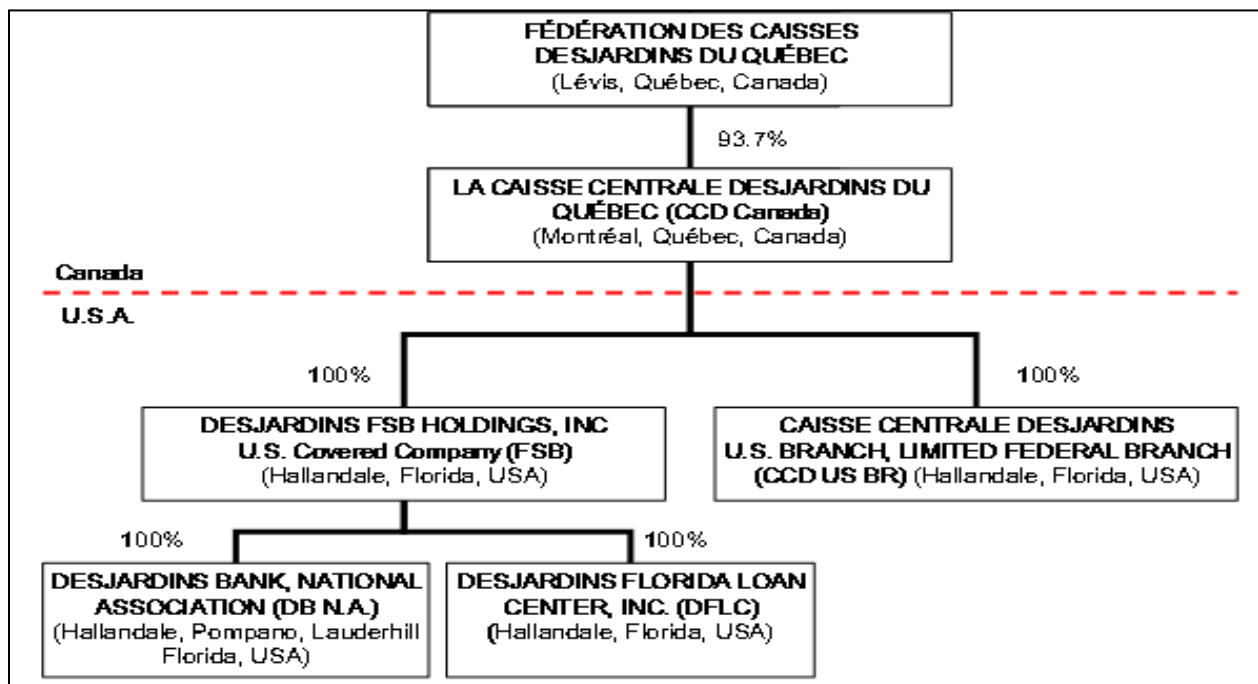 FÉDÉRATION DES CAISSES
DESJARDINS DU QUÉBEC
(Lévis, Québec, Canada)
93.7%
LA CAISSE CENTRALE DESJARDINS DU
QUÉBEC (CCD Canada)
(Montréal, Québec, Canada)
Canada
U.S.A.
100%
100%
DESJARDINS FSB HOLDINGS, INC
U.S. Covered Company (FSB)
(Hallandale, Florida, USA)
CAISSE CENTRALE DESJARDINS
U.S. BRANCH, LIMITED FEDERAL BRANCH
(CCD US BR) (Hallandale, Florida, USA)
100%
100%
DESJARDINS BANK, NATIONAL
ASSOCIATION (DB N.A.)
(Hallandale, Pompano, Lauderhill
Florida, USA)
DESJARDINS FLORIDA LOAN
CENTER, INC. (DFLC)
(Hallandale, Florida, USA)